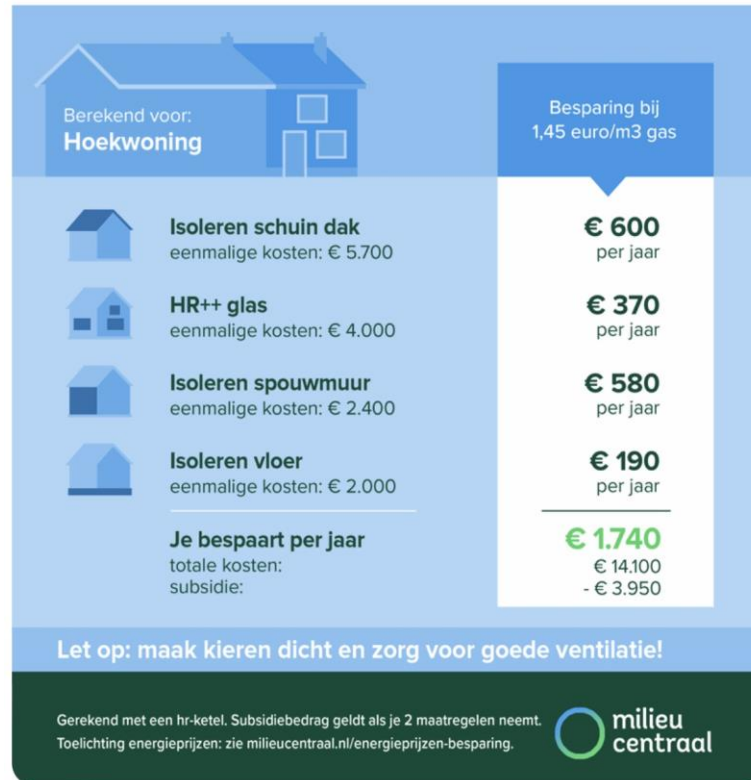 Berekend voor:
Hoekwoning
Besparing bij
1,45 euro/m3 gas
Isoleren schuin dak
eenmalige kosten: € 5.700
€ 600
per jaar
HR++ glas
eenmalige kosten: € 4.000
€ 370
per jaar
Isoleren spouwmuur
eenmalige kosten: € 2.400
€ 580
per jaar
Isoleren vloer
eenmalige kosten: € 2.000
€ 190
per jaar
Je bespaart per jaar
€ 1.740
totale kosten:
€ 14.100
subsidie:
- € 3.950
Let op: maak kieren dicht en zorg voor goede ventilatie!
Gerekend met een hr-ketel. Subsidiebedrag geldt als je 2 maatregelen neemt.
Toelichting energieprijzen: zie milieucentraal.nl/energieprijzen-besparing.
milieu
centraal